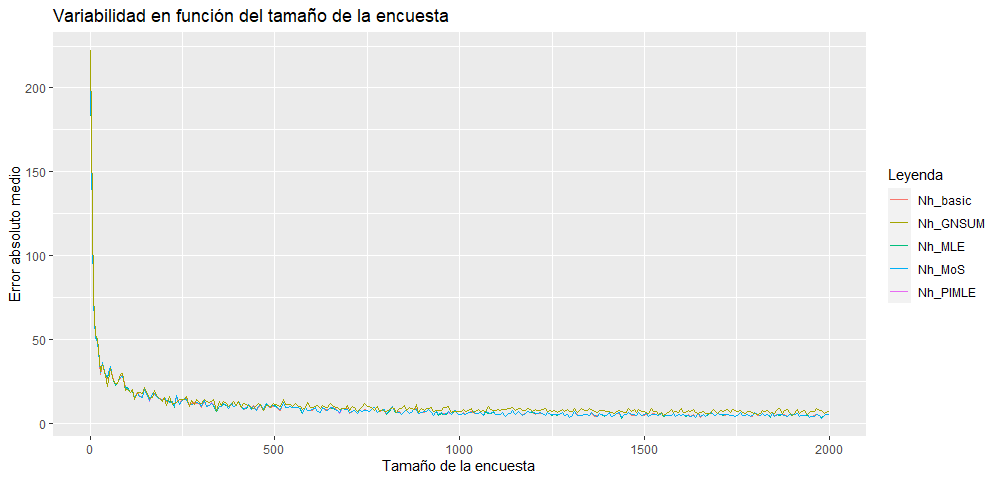 Variabilidad en función del tamaño de la encuesta
Error absoluto medio
200
150
100
50
0
0 500 1000 1500 2000
Tamaño de la encuesta
Leyenda
Nh_basic
Nh_GNSUM
Nh_MLE
Nh_MoS
Nh_PIMLE